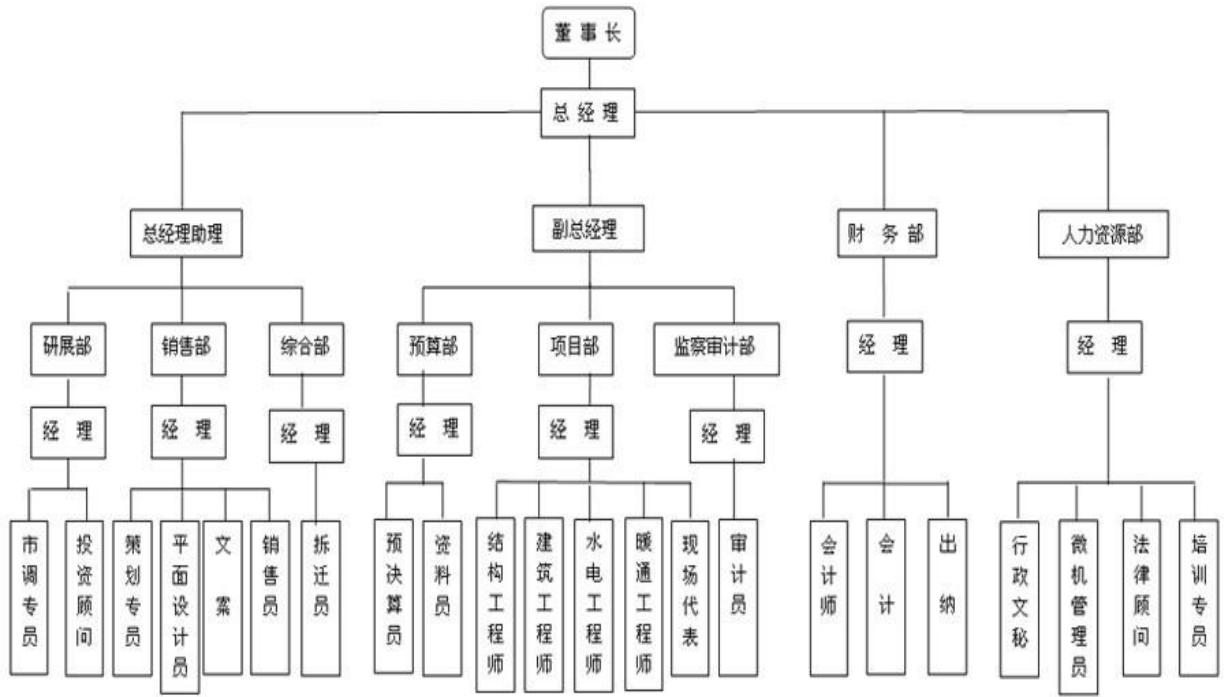 董事长
总经理
总经理助理
副总经理
财务部
人力资源部
研展部
销售部
综合部
预算部
项目部
监察审计部
经理
经理
经理
经理
经理
经理
经理
经理
市调专员
投资顾问
策划专员
平面设计员
文案
销售员
拆迁员
预决算员
资料员
结构工程师
建筑工程师
水电工程师
暖通工程师
现场代表
审计员
会计师
会计
出纳
行政文秘
微机管理员
法律顾问
培训专员